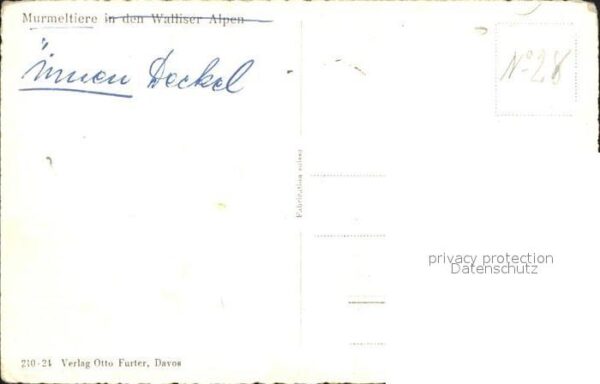 Murmeltiere in den Walliser Alpen
innen Deckel
No 28
Fabrication suisse
privacy protection
Datenschutz
210-24 Verlag Otto Furter, Davos